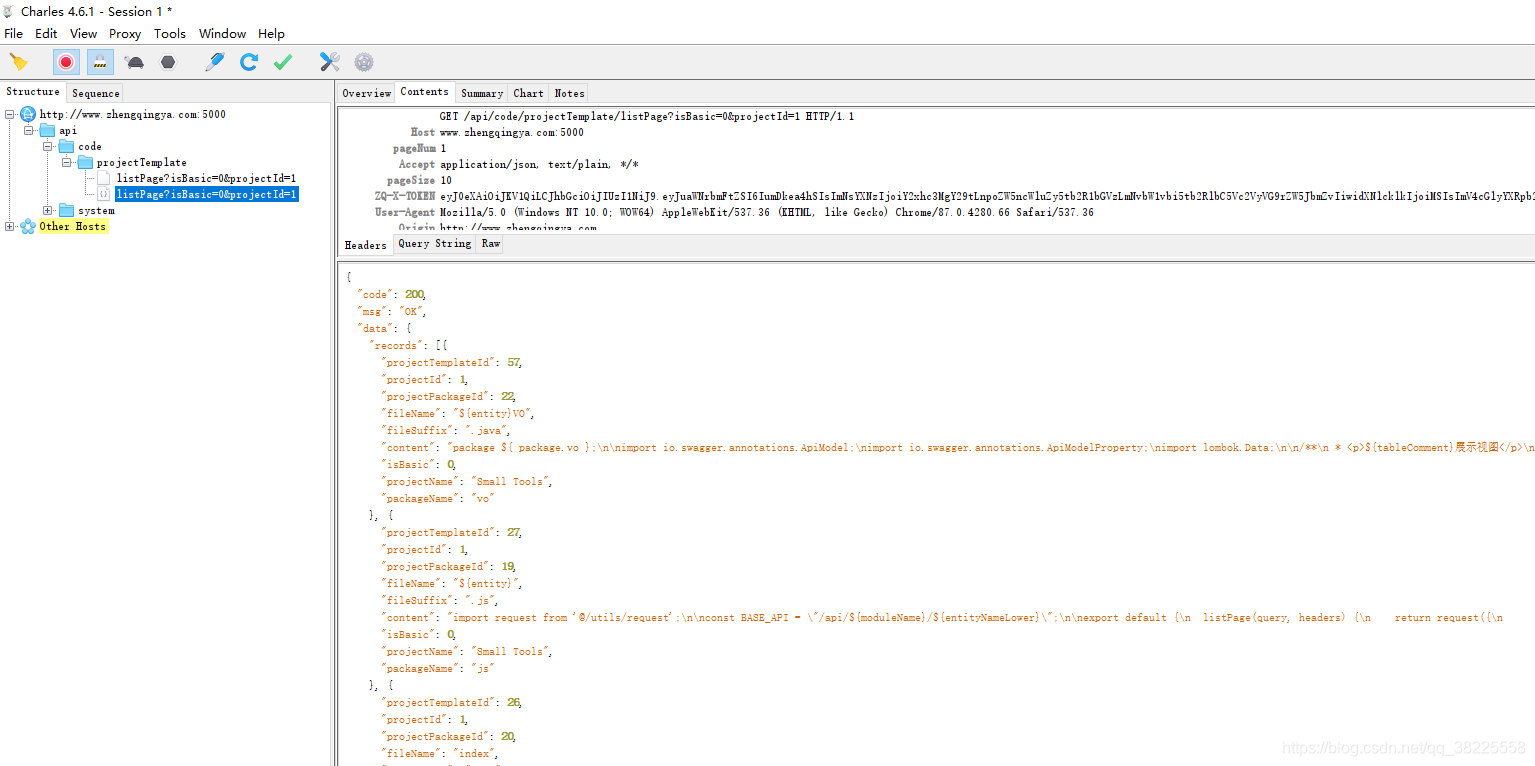 Charles 4.6.1 - Session 1 *
File Edit View Proxy Tools Window Help
Structure Sequence
http://www.zhengqingya.com:5000
api
code
projectTemplate
listPage?isBasic=0&projectId=1
listPage?isBasic=0&projectId=1
system
Other Hosts
Overview Contents Summary Chart Notes
GET /api/code/projectTemplate/listPage?isBasic=0&projectId=1 HTTP/1.1
Host www.zhengqingya.com:5000
pageNum 1
Accept application/json, text/plain, */*
pageSize 10
ZQ-X-TOKEN
User-Agent Mozilla/5.0 (Windows NT 10.0; WOW64) AppleWebKit/537.36 (KHTML, like Gecko) Chrome/87.0.4280.66 Safari/537.36
Origin http://www.zhengqingya.com
Headers Query String Raw
{
"code": 200,
"msg": "OK",
"data": {
"records": [{
"projectTemplateId": 57,
"projectId": 1,
"projectPackageId": 22,
"fileName": "${entity}VO",
"fileSuffix": ".java",
"content": "package ${ package.vo };\n\nimport io.swagger.annotations.ApiModel;\nimport io.swagger.annotations.ApiModelProperty;\nimport lombok.Data;\n\n/**\n * <p>${tableComment}展示视图</p>\n
"isBasic": 0,
"projectName": "Small Tools",
"packageName": "vo"
}, {
"projectTemplateId": 27,
"projectId": 1,
"projectPackageId": 19,
"fileName": "${entity}",
"fileSuffix": ".js",
"content": "import request from '@/utils/request';\n\nconst BASE_API = \"/api/${moduleName}/${entityNameLower}\";\n\nexport default {\n listPage(query, headers) {\n return request({\n
"isBasic": 0,
"projectName": "Small Tools",
"packageName": "js"
}, {
"projectTemplateId": 26,
"projectId": 1,
"projectPackageId": 20,
"fileName": "index",
https://blog.csdn.net/qq_38225558